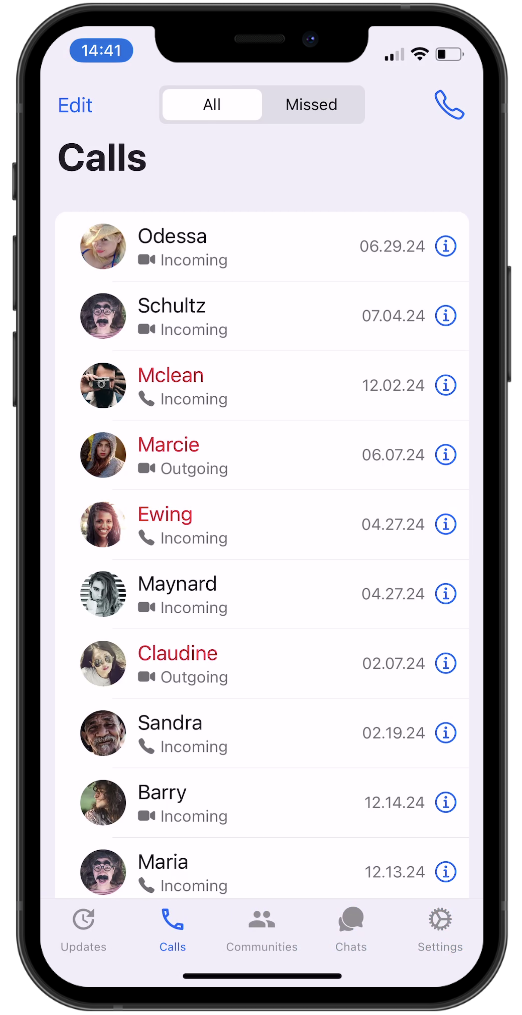 14:41
Edit
All
Missed
Calls
Odessa
Incoming
06.29.24
Schultz
Incoming
07.04.24
Mclean
Incoming
12.02.24
Marcie
Outgoing
06.07.24
Ewing
Incoming
04.27.24
Maynard
Incoming
04.27.24
Claudine
Outgoing
02.07.24
Sandra
Incoming
02.19.24
Barry
Incoming
12.14.24
Maria
Incoming
12.13.24
Updates
Calls
Communities
Chats
Settings